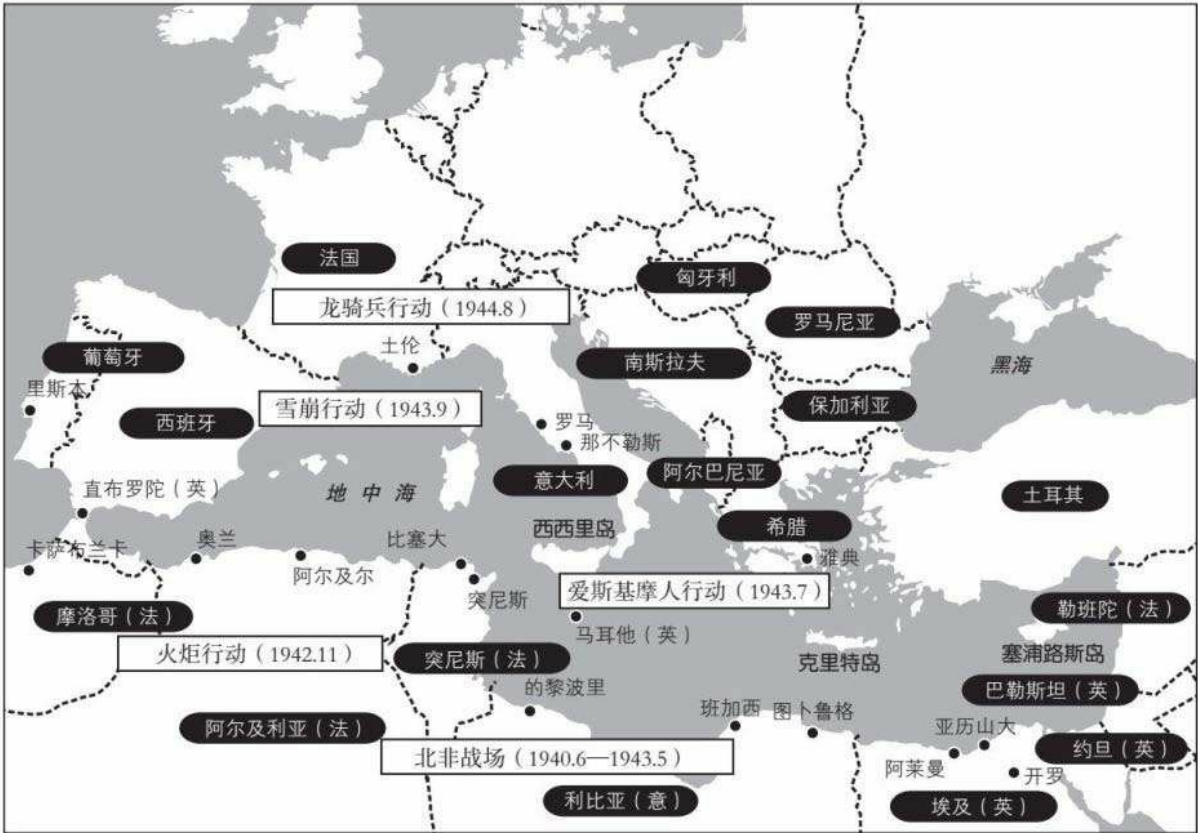 法国
匈牙利
龙骑兵行动（1944.8）
罗马尼亚
土伦
葡萄牙
南斯拉夫
黑海
里斯本
雪崩行动（1943.9）
保加利亚
西班牙
罗马
那不勒斯
阿尔巴尼亚
意大利
直布罗陀（英）
地中海
土耳其
希腊
西西里岛
卡萨布兰卡
奥兰
比塞大
雅典
阿尔及尔
突尼斯
爱斯基摩人行动（1943.7）
摩洛哥（法）
勒班陀（法）
马耳他（英）
火炬行动（1942.11）
突尼斯（法）
克里特岛
塞浦路斯岛
的黎波里
巴勒斯坦（英）
班加西
图卜鲁格
阿尔及利亚（法）
亚历山大
北非战场（1940.6—1943.5）
约旦（英）
阿莱曼
开罗
利比亚（意）
埃及（英）